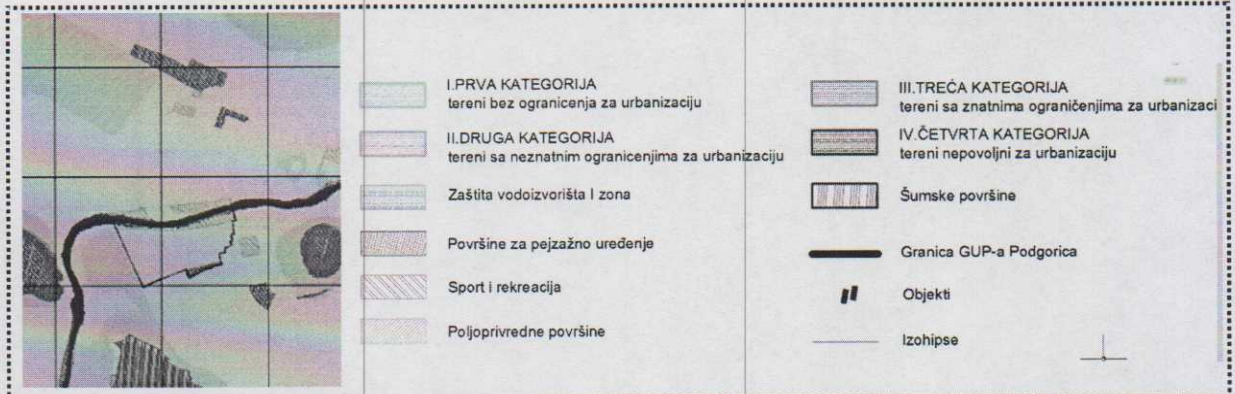 I.PRVA KATEGORIJA
tereni bez ogranicenja za urbanizaciju
II.DRUGA KATEGORIJA
tereni sa neznatnim ogranicenjima za urbanizaciju
Zaštita vodoizvorišta I zona
Površine za pejzažno uređenje
Sport i rekreacija
Poljoprivredne površine
III.TREĆA KATEGORIJA
tereni sa znatnima ograničenjima za urbanizaci
IV.ČETVRTA KATEGORIJA
tereni nepovoljni za urbanizaciju
Šumske površine
Granica GUP-a Podgorica
Objekti
Izohipse